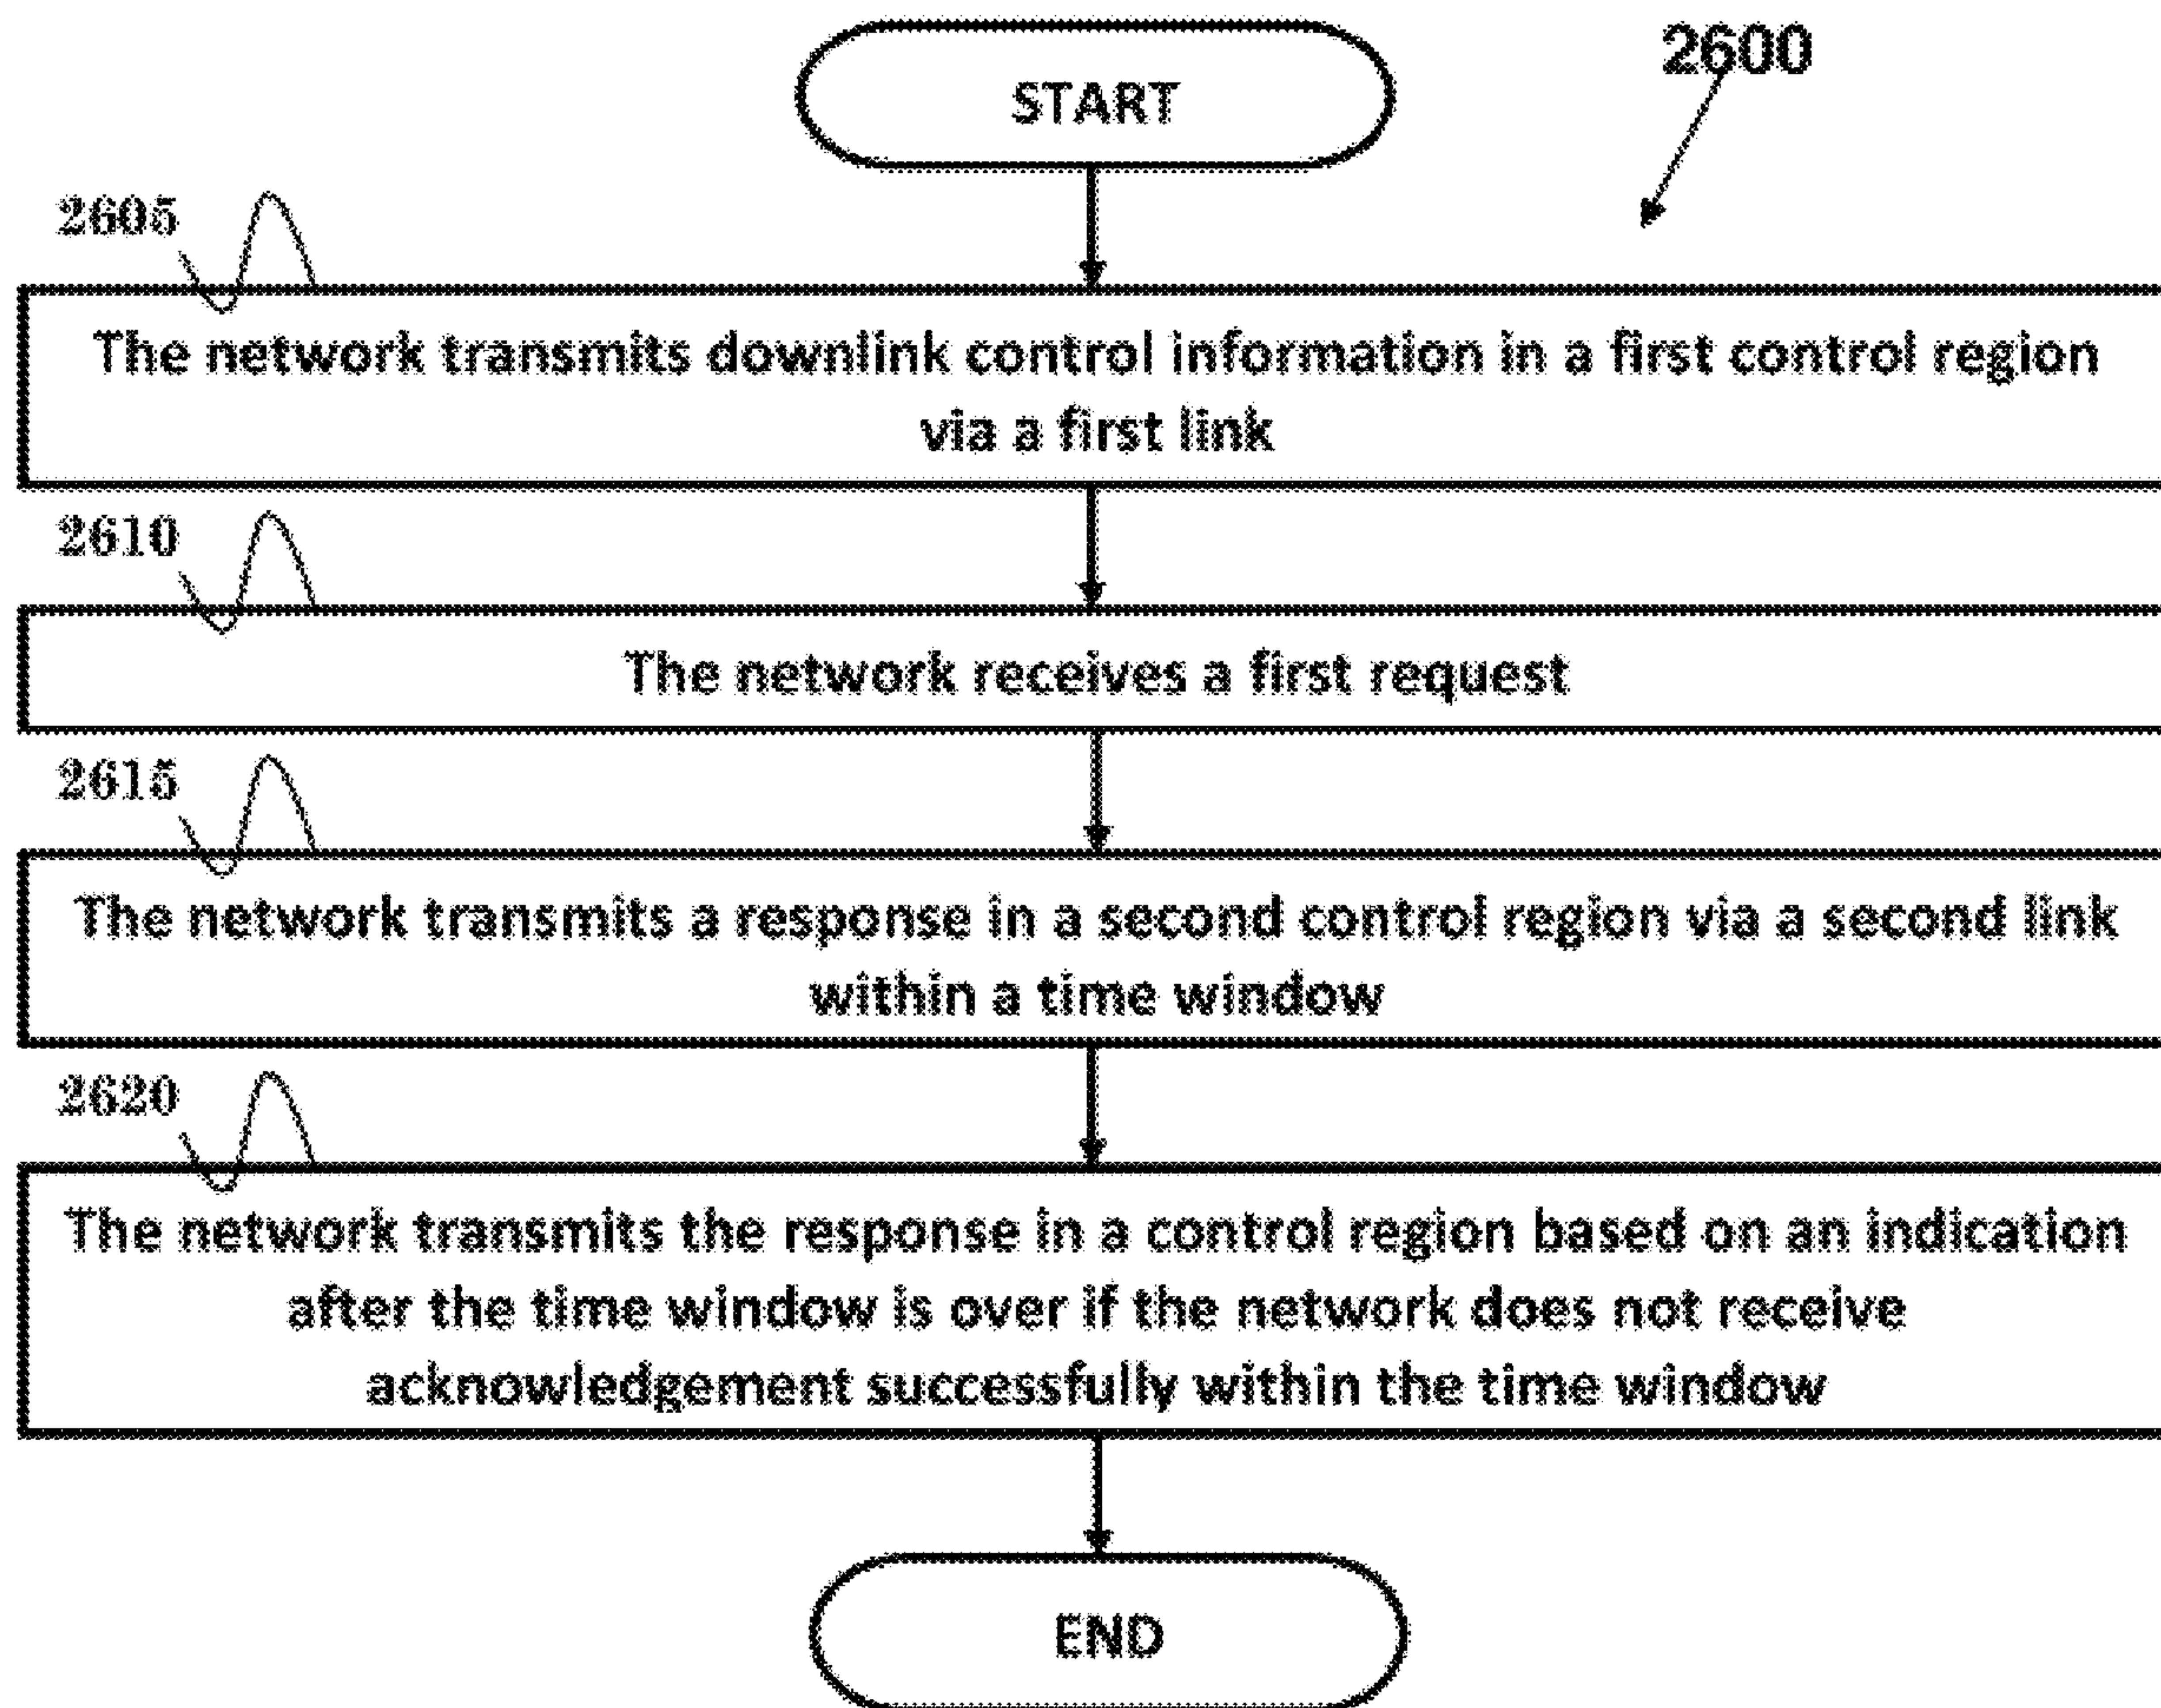 START
2600
2605
The network transmits downlink control information in a first control region
via a first link
2610
The network receives a first request
2615
The network transmits a response in a second control region via a second link
within a time window
2620
The network transmits the response in a control region based on an indication
after the time window is over if the network does not receive
acknowledgement successfully within the time window
END